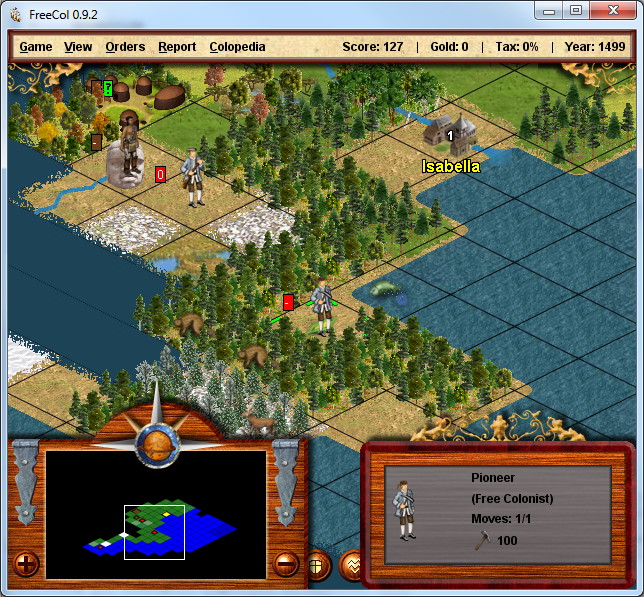 FreeCol 0.9.2
Game View Orders Report Colopedia Score: 127 | Gold: 0 | Tax: 0% | Year: 1499
?
-
0
1
Isabella
-
Pioneer
(Free Colonist)
Moves: 1/1
100